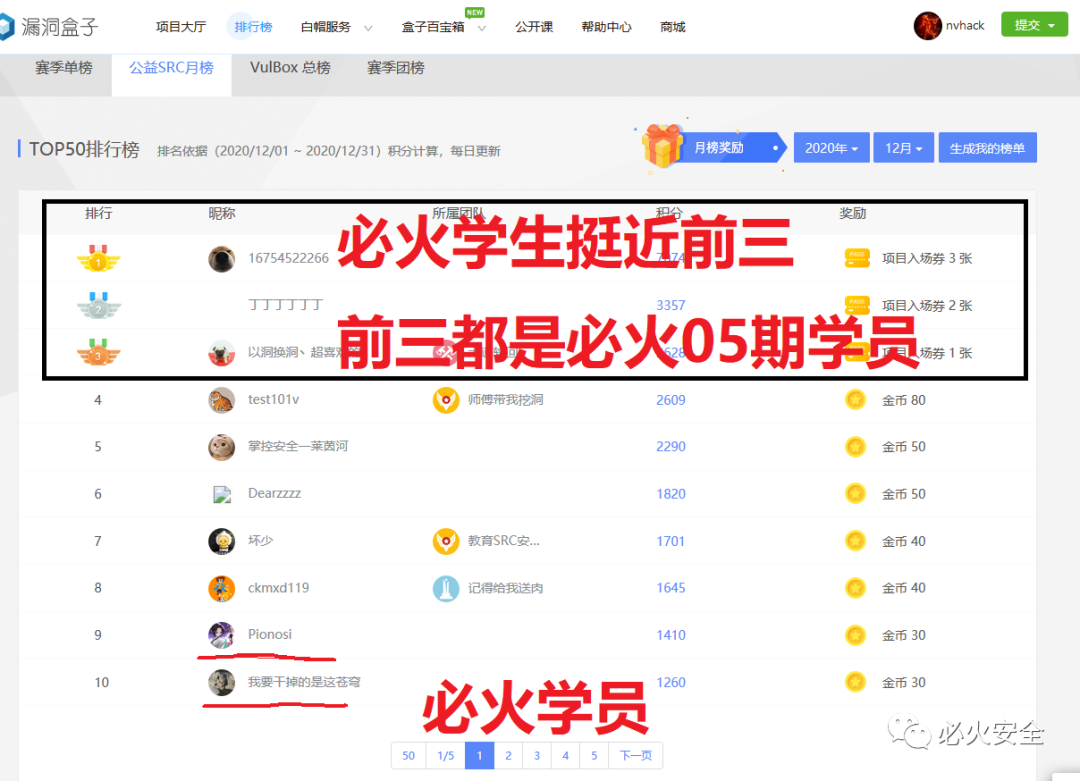 漏洞盒子 项目大厅 排行榜 白帽服务 盒子百宝箱 NEW 公开课 帮助中心 商城 nvhack 提交
赛季单榜 公益SRC月榜 VulBox 总榜 赛季团榜
TOP50排行榜 排名依据（2020/12/01 ~ 2020/12/31）积分计算，每日更新 月榜奖励 2020年 12月 生成我的榜单
排行 昵称 所属团队 积分 奖励
必火学生挺近前三
1 16754522266 项目入场券 3 张
2 丁丁丁丁丁丁 3357 项目入场券 2 张
前三都是必火05期学员
3 以洞换洞、超喜 场券 1 张
4 test101v 师傅带我挖洞 2609 金币 80
5 掌控安全—莱茵河 2290 金币 50
6 Dearzzzz 1820 金币 50
7 坏少 教育SRC安... 1701 金币 40
8 ckmxd119 记得给我送肉 1645 金币 40
9 Pionosi 1410 金币 30
10 我要干掉的是这苍穹 1260 金币 30
必火学员
必火安全
50 1/5 1 2 3 4 5 下一页